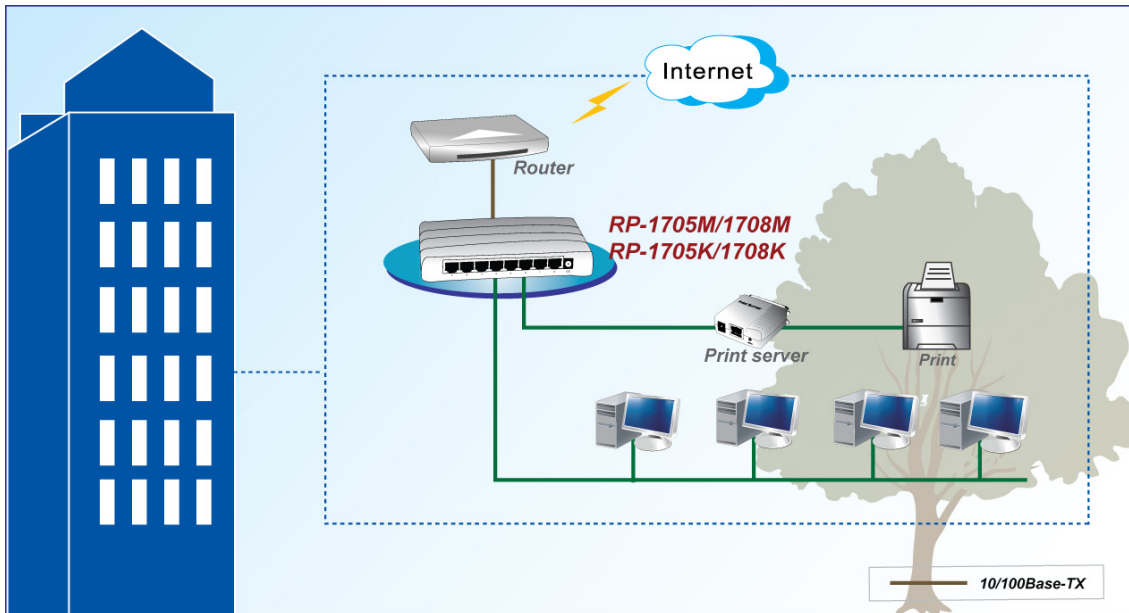 Internet
Router
RP-1705M/1708M
RP-1705K/1708K
Print server
Print
10/100Base-TX